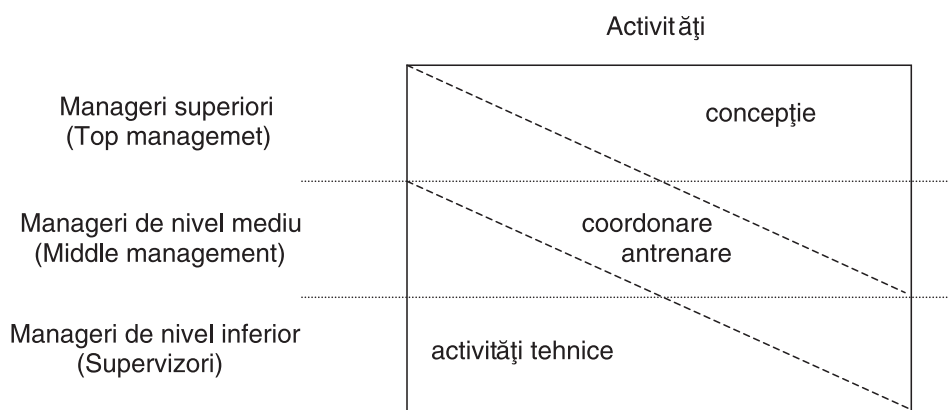 Activităţi
Manageri superiori
(Top managemet)
concepţie
Manageri de nivel mediu
(Middle management)
coordonare
antrenare
Manageri de nivel inferior
(Supervizori)
activităţi tehnice